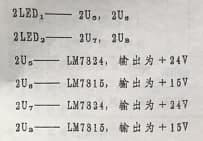 2LED₁—— 2U₅, 2U₆
2LED₂—— 2U₇, 2U₈
2U₅—— LM7824, 输出为+24V
2U₆—— LM7815, 输出为+15V
2U₇—— LM7824, 输出为+24V
2U₈—— LM7815, 输出为+15V